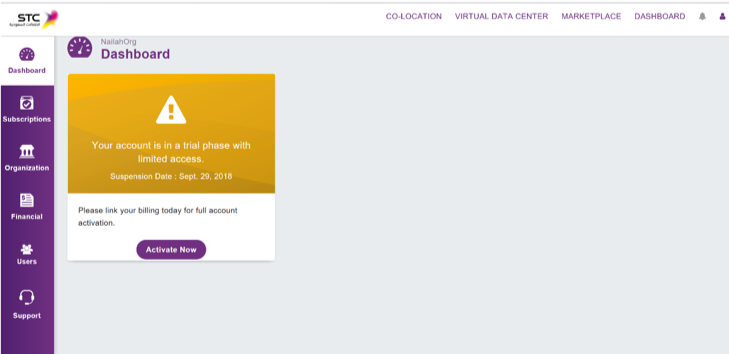 STC
الاتصالات السعودية
CO-LOCATION VIRTUAL DATA CENTER MARKETPLACE DASHBOARD
NailahOrg
Dashboard
Dashboard
Subscriptions
Organization
Financial
Users
Support
Your account is in a trial phase with
limited access.
Suspension Date : Sept. 29, 2018
Please link your billing today for full account
activation.
Activate Now